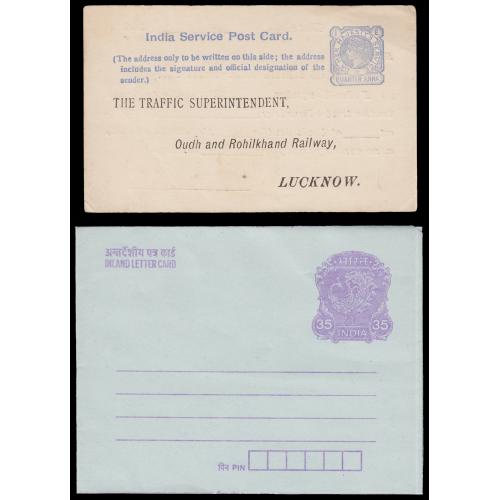 India Service Post Card.
(The address only to be written on this side; the address
includes the signature and official designation of the
sender.)
QUARTER ANNA
THE TRAFFIC SUPERINTENDENT,
Oudh and Rohilkhand Railway,
LUCKNOW.
अन्तर्देशीय पत्र कार्ड
INLAND LETTER CARD
भारत
35 35
INDIA
पिन PIN